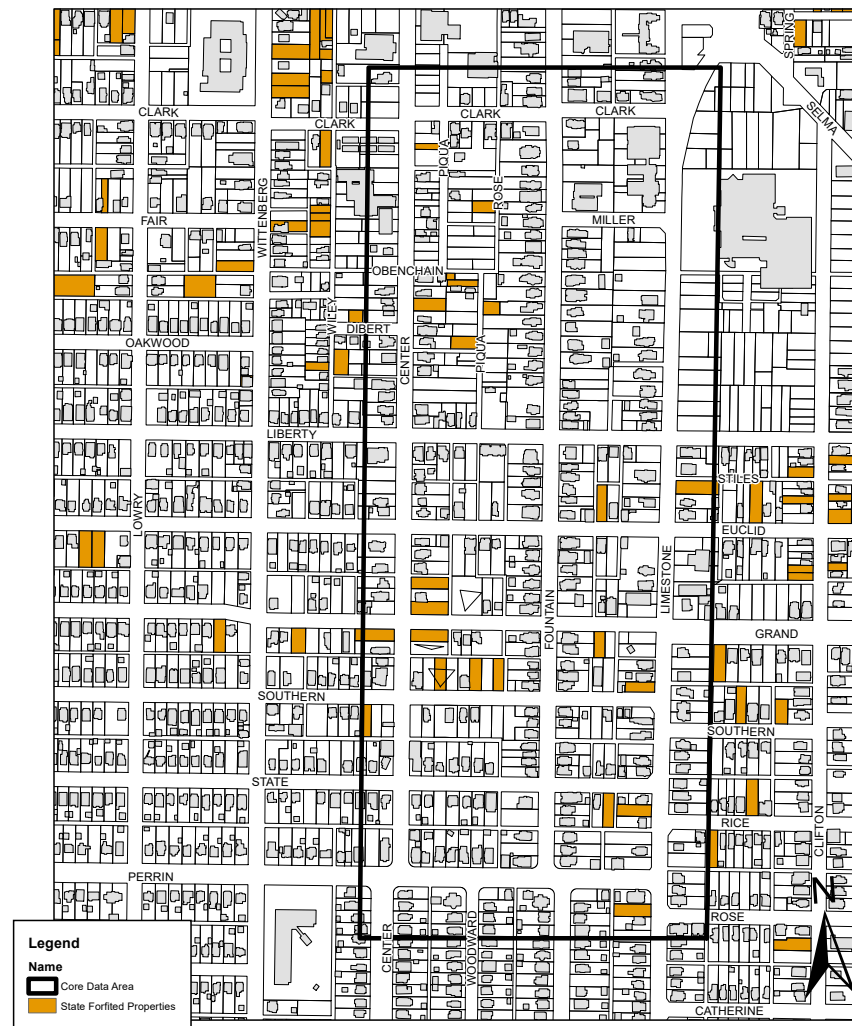 SPRING
SELMA
CLARK
CLARK
CLARK
CLARK
PIQUA
ROSE
WITTENBERG
FAIR
MILLER
OBENCHAIN
WILEY
DIBERT
OAKWOOD
CENTER
PIQUA
LIBERTY
STILES
LOWRY
EUCLID
LIMESTONE
FOUNTAIN
GRAND
SOUTHERN
SOUTHERN
STATE
RICE
CLIFTON
PERRIN
N
ROSE
CENTER
WOODWARD
CATHERINE
Legend
Name
Core Data Area
State Forfited Properties